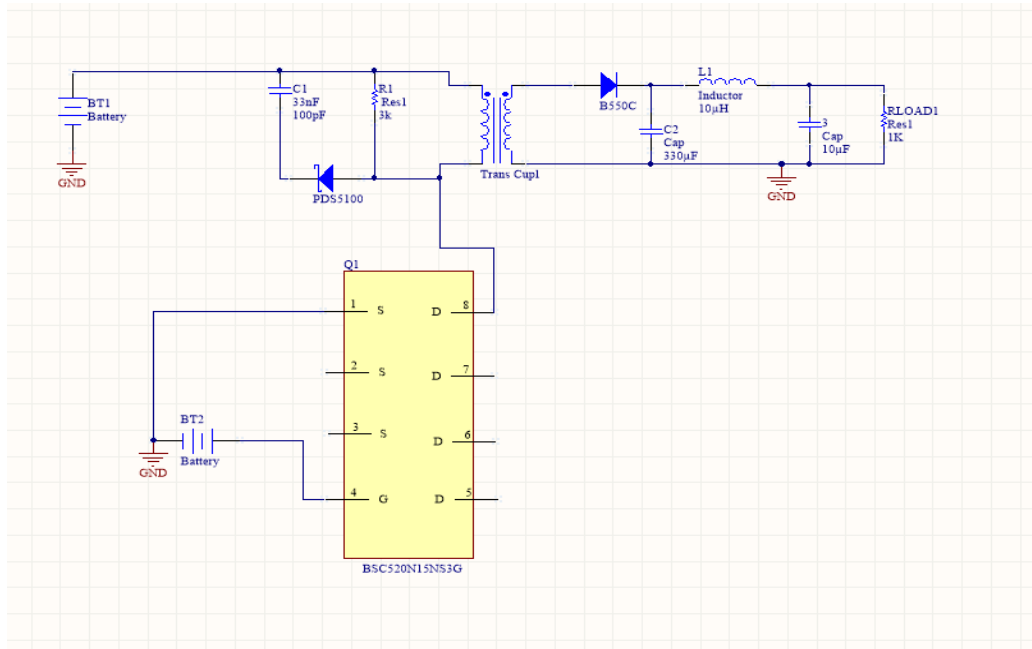 BT1
Battery
GND
C1
33nF
100pF
R1
Res1
3k
PDS5100
Trans Cupl
B550C
C2
Cap
330µF
L1
Inductor
10µH
3
Cap
10µF
RLOAD1
Res1
1K
GND
Q1
1 S D 8
2 S D 7
3 S D 6
4 G D 5
BT2
Battery
GND
BSC520N15NS3G